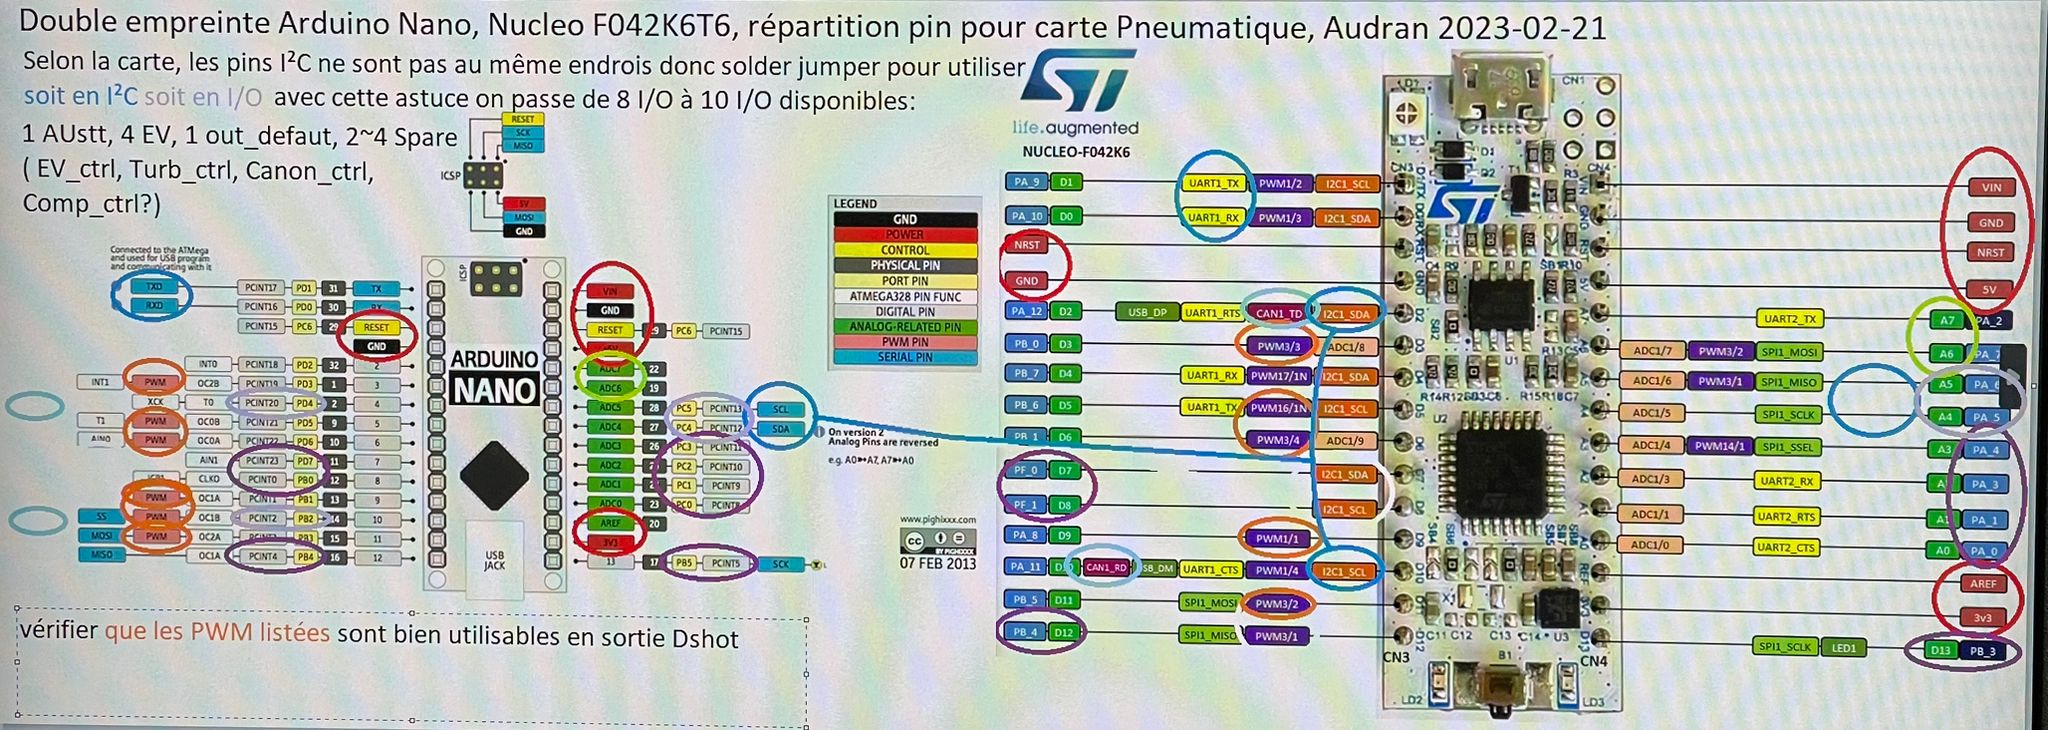 Double empreinte Arduino Nano, Nucleo F042K6T6, répartition pin pour carte Pneumatique, Audran 2023-02-21
Selon la carte, les pins I²C ne sont pas au même endrois donc solder jumper pour utiliser
soit en I²C soit en I/O avec cette astuce on passe de 8 I/O à 10 I/O disponibles:
1 AUstt, 4 EV, 1 out_defaut, 2~4 Spare
( EV_ctrl, Turb_ctrl, Canon_ctrl,
Comp_ctrl?)
RESET
SCK
MISO
ICSP
5V
MOSI
GND
Connected to the ATMega
and used for USB program
and communicating with it
TXD PCINT17 PD1 31 TX
RXD PCINT16 PD0 30 RX
PCINT15 PC6 29 RESET
GND
INT0 PCINT18 PD2 32 2
INT1 PWM OC2B PCINT19 PD3 1 3
XCK T0 PCINT20 PD4 2 4
T1 PWM OC0B PCINT21 PD5 9 5
AIN0 PWM OC0A PCINT22 PD6 10 6
AIN1 PCINT23 PD7 11 7
ICP1 CLKO PCINT0 PB0 12 8
PWM OC1A PCINT1 PB1 13 9
SS PWM OC1B PCINT2 PB2 14 10
MOSI PWM OC2A PCINT3 PB3 15 11
MISO OC1A PCINT4 PB4 16 12
ICSP
ARDUINO
NANO
USB
JACK
VIN
GND
RESET 29 PC6 PCINT15
ADC7 22
ADC6 19
ADC5 28 PC5 PCINT13 SCL
ADC4 27 PC4 PCINT12 SDA
ADC3 26 PC3 PCINT11
ADC2 PC2 PCINT10
ADC1 PC1 PCINT9
ADC0 23 PC0 PCINT8
AREF 20
3V3
13 17 PB5 PCINT5 SCK L
On version 2
Analog Pins are reversed
e.g. A0➡A7, A7➡A0
LEGEND
GND
POWER
CONTROL
PHYSICAL PIN
PORT PIN
ATMEGA328 PIN FUNC
DIGITAL PIN
ANALOG-RELATED PIN
PWM PIN
SERIAL PIN
www.pighixxx.com
cc
BY PIGHIXXX
07 FEB 2013
ST
life.augmented
NUCLEO-F042K6
PA_9 D1 UART1_TX PWM1/2 I2C1_SCL
PA_10 D0 UART1_RX PWM1/3 I2C1_SDA
NRST
GND
PA_12 D2 USB_DP UART1_RTS CAN1_TD I2C1_SDA
PB_0 D3 PWM3/3 ADC1/8
PB_7 D4 UART1_RX PWM17/1N I2C1_SDA
PB_6 D5 UART1_TX PWM16/1N I2C1_SCL
PB_1 D6 PWM3/4 ADC1/9
PF_0 D7 I2C1_SDA
PF_1 D8 I2C1_SCL
PA_8 D9 PWM1/1
PA_11 CAN1_RD USB_DM UART1_CTS PWM1/4 I2C1_SCL
PB_5 D11 SPI1_MOSI PWM3/2
PB_4 D12 SPI1_MISO PWM3/1
CN1
ST
U1
U2
U3
B1
CN3
CN4
LD2
LD3
VIN
GND
NRST
5V
UART2_TX A7 PA_2
ADC1/7 PWM3/2 SPI1_MOSI A6 PA_7
ADC1/6 PWM3/1 SPI1_MISO A5 PA_6
ADC1/5 SPI1_SCLK A4 PA_5
ADC1/4 PWM14/1 SPI1_SSEL A3 PA_4
ADC1/3 UART2_RX PA_3
ADC1/1 UART2_RTS PA_1
ADC1/0 UART2_CTS A0 PA_0
AREF
3v3
SPI1_SCLK LED1 D13 PB_3
vérifier que les PWM listées sont bien utilisables en sortie Dshot